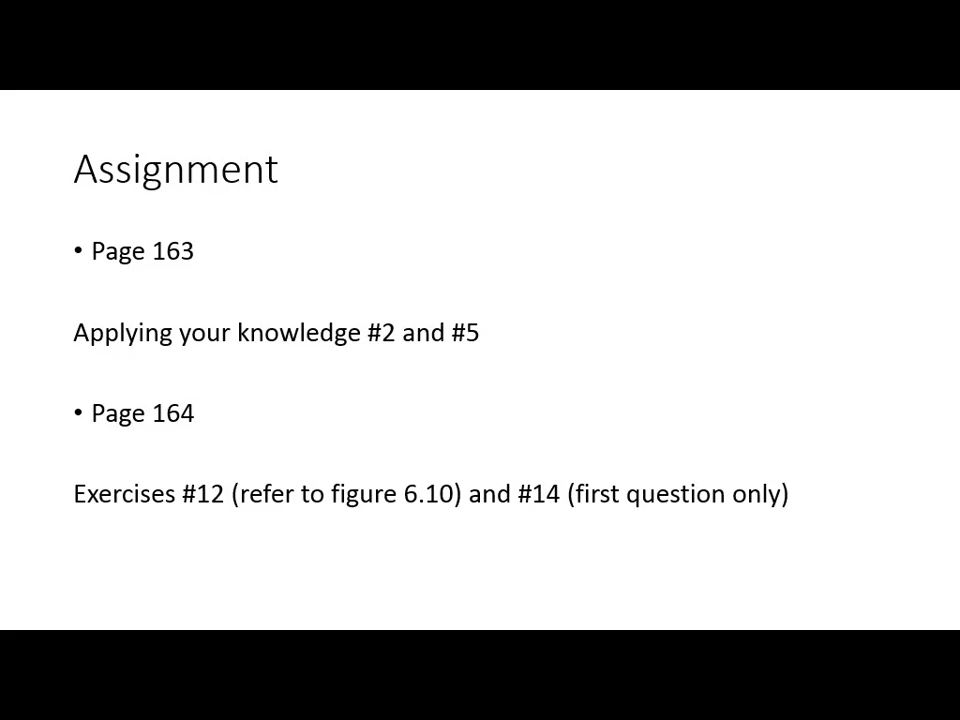 Assignment
• Page 163
Applying your knowledge #2 and #5
• Page 164
Exercises #12 (refer to figure 6.10) and #14 (first question only)